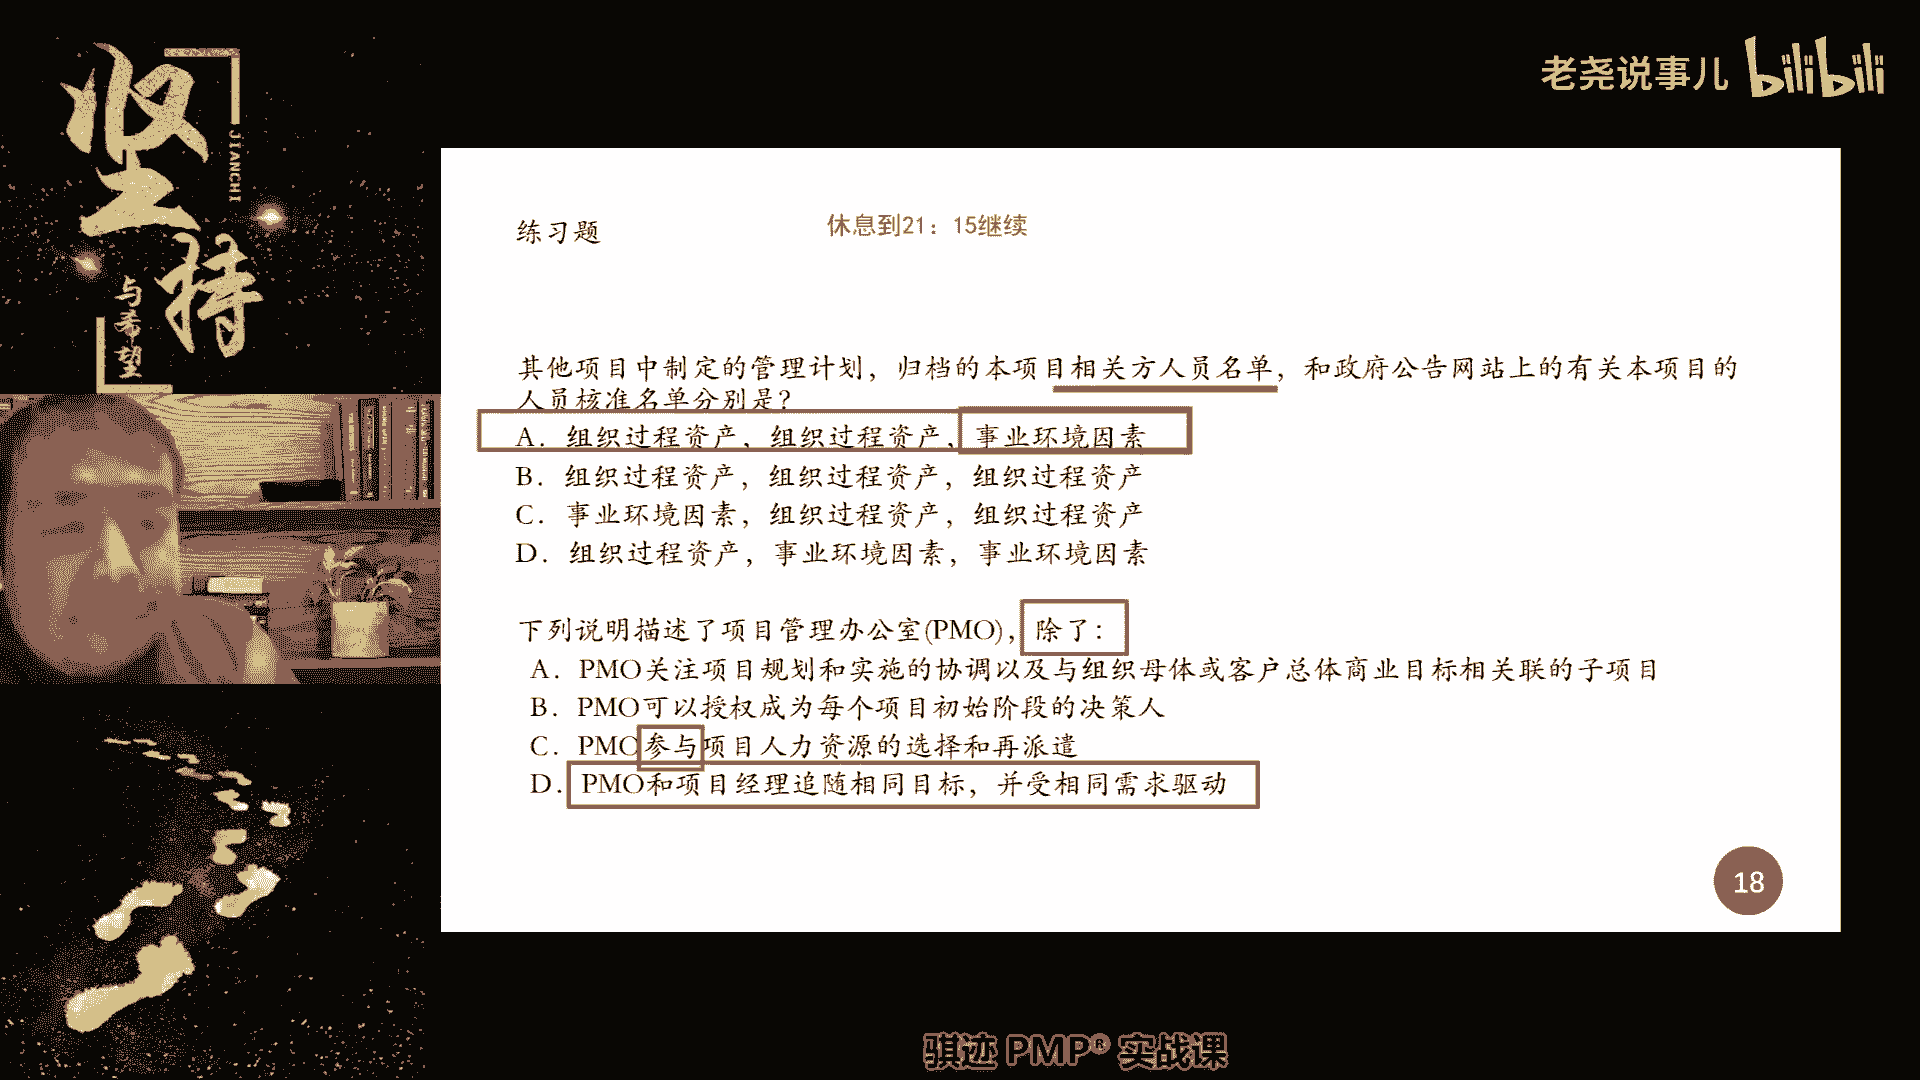 坚持
JIANCHI
与希望
老尧说事儿 bilibili
练习题
休息到21：15继续
其他项目中制定的管理计划，归档的本项目相关方人员名单，和政府公告网站上的有关本项目的
人员核准名单分别是？
A. 组织过程资产，组织过程资产，事业环境因素
B. 组织过程资产，组织过程资产，组织过程资产
C. 事业环境因素，组织过程资产，组织过程资产
D. 组织过程资产，事业环境因素，事业环境因素
下列说明描述了项目管理办公室(PMO)，除了：
A. PMO关注项目规划和实施的协调以及与组织母体或客户总体商业目标相关联的子项目
B. PMO可以授权成为每个项目初始阶段的决策人
C. PMO参与项目人力资源的选择和再派遣
D. PMO和项目经理追随相同目标，并受相同需求驱动
18
骐迹 PMP® 实战课